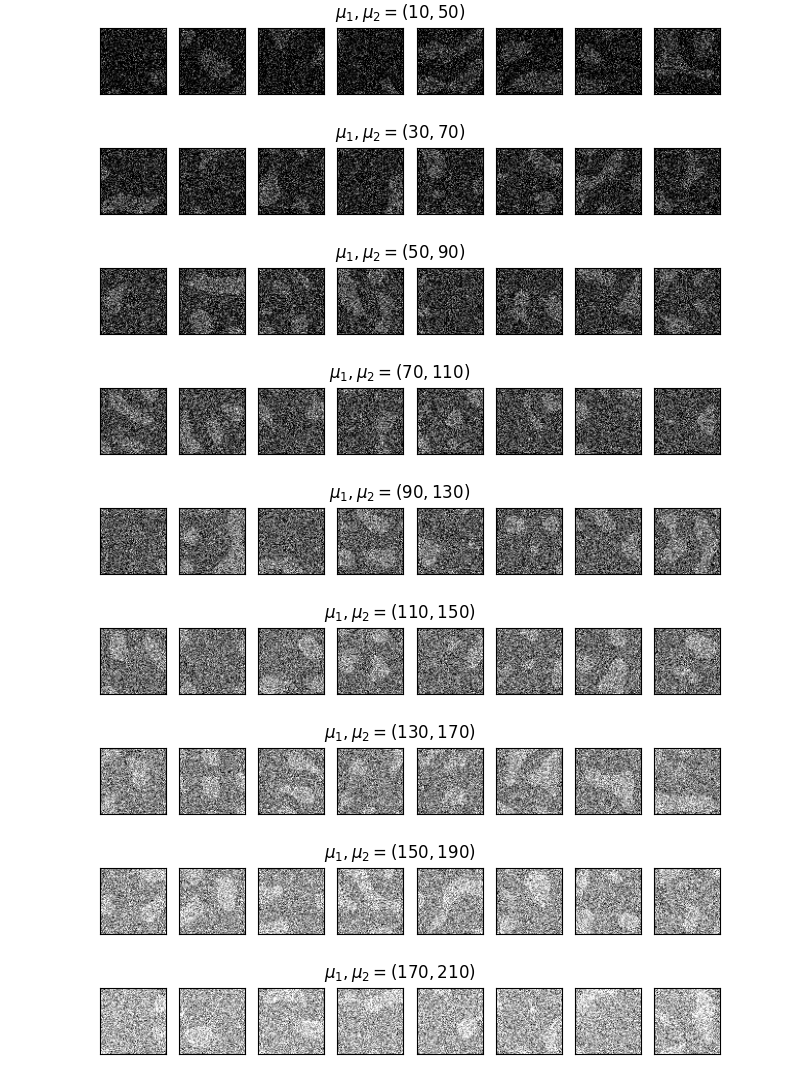 μ₁, μ₂ = (10, 50)
μ₁, μ₂ = (30, 70)
μ₁, μ₂ = (50, 90)
μ₁, μ₂ = (70, 110)
μ₁, μ₂ = (90, 130)
μ₁, μ₂ = (110, 150)
μ₁, μ₂ = (130, 170)
μ₁, μ₂ = (150, 190)
μ₁, μ₂ = (170, 210)